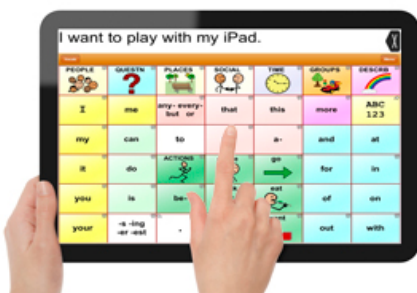 I want to play with my iPad.
PEOPLE QUESTN PLACES SOCIAL TIME GROUPS DESCRB
I me any- every- that this more ABC
but or 123
my can to a- and at
ACTIONS go
it do for in
you is be- eat of on
your -s -ing out with
-er -est